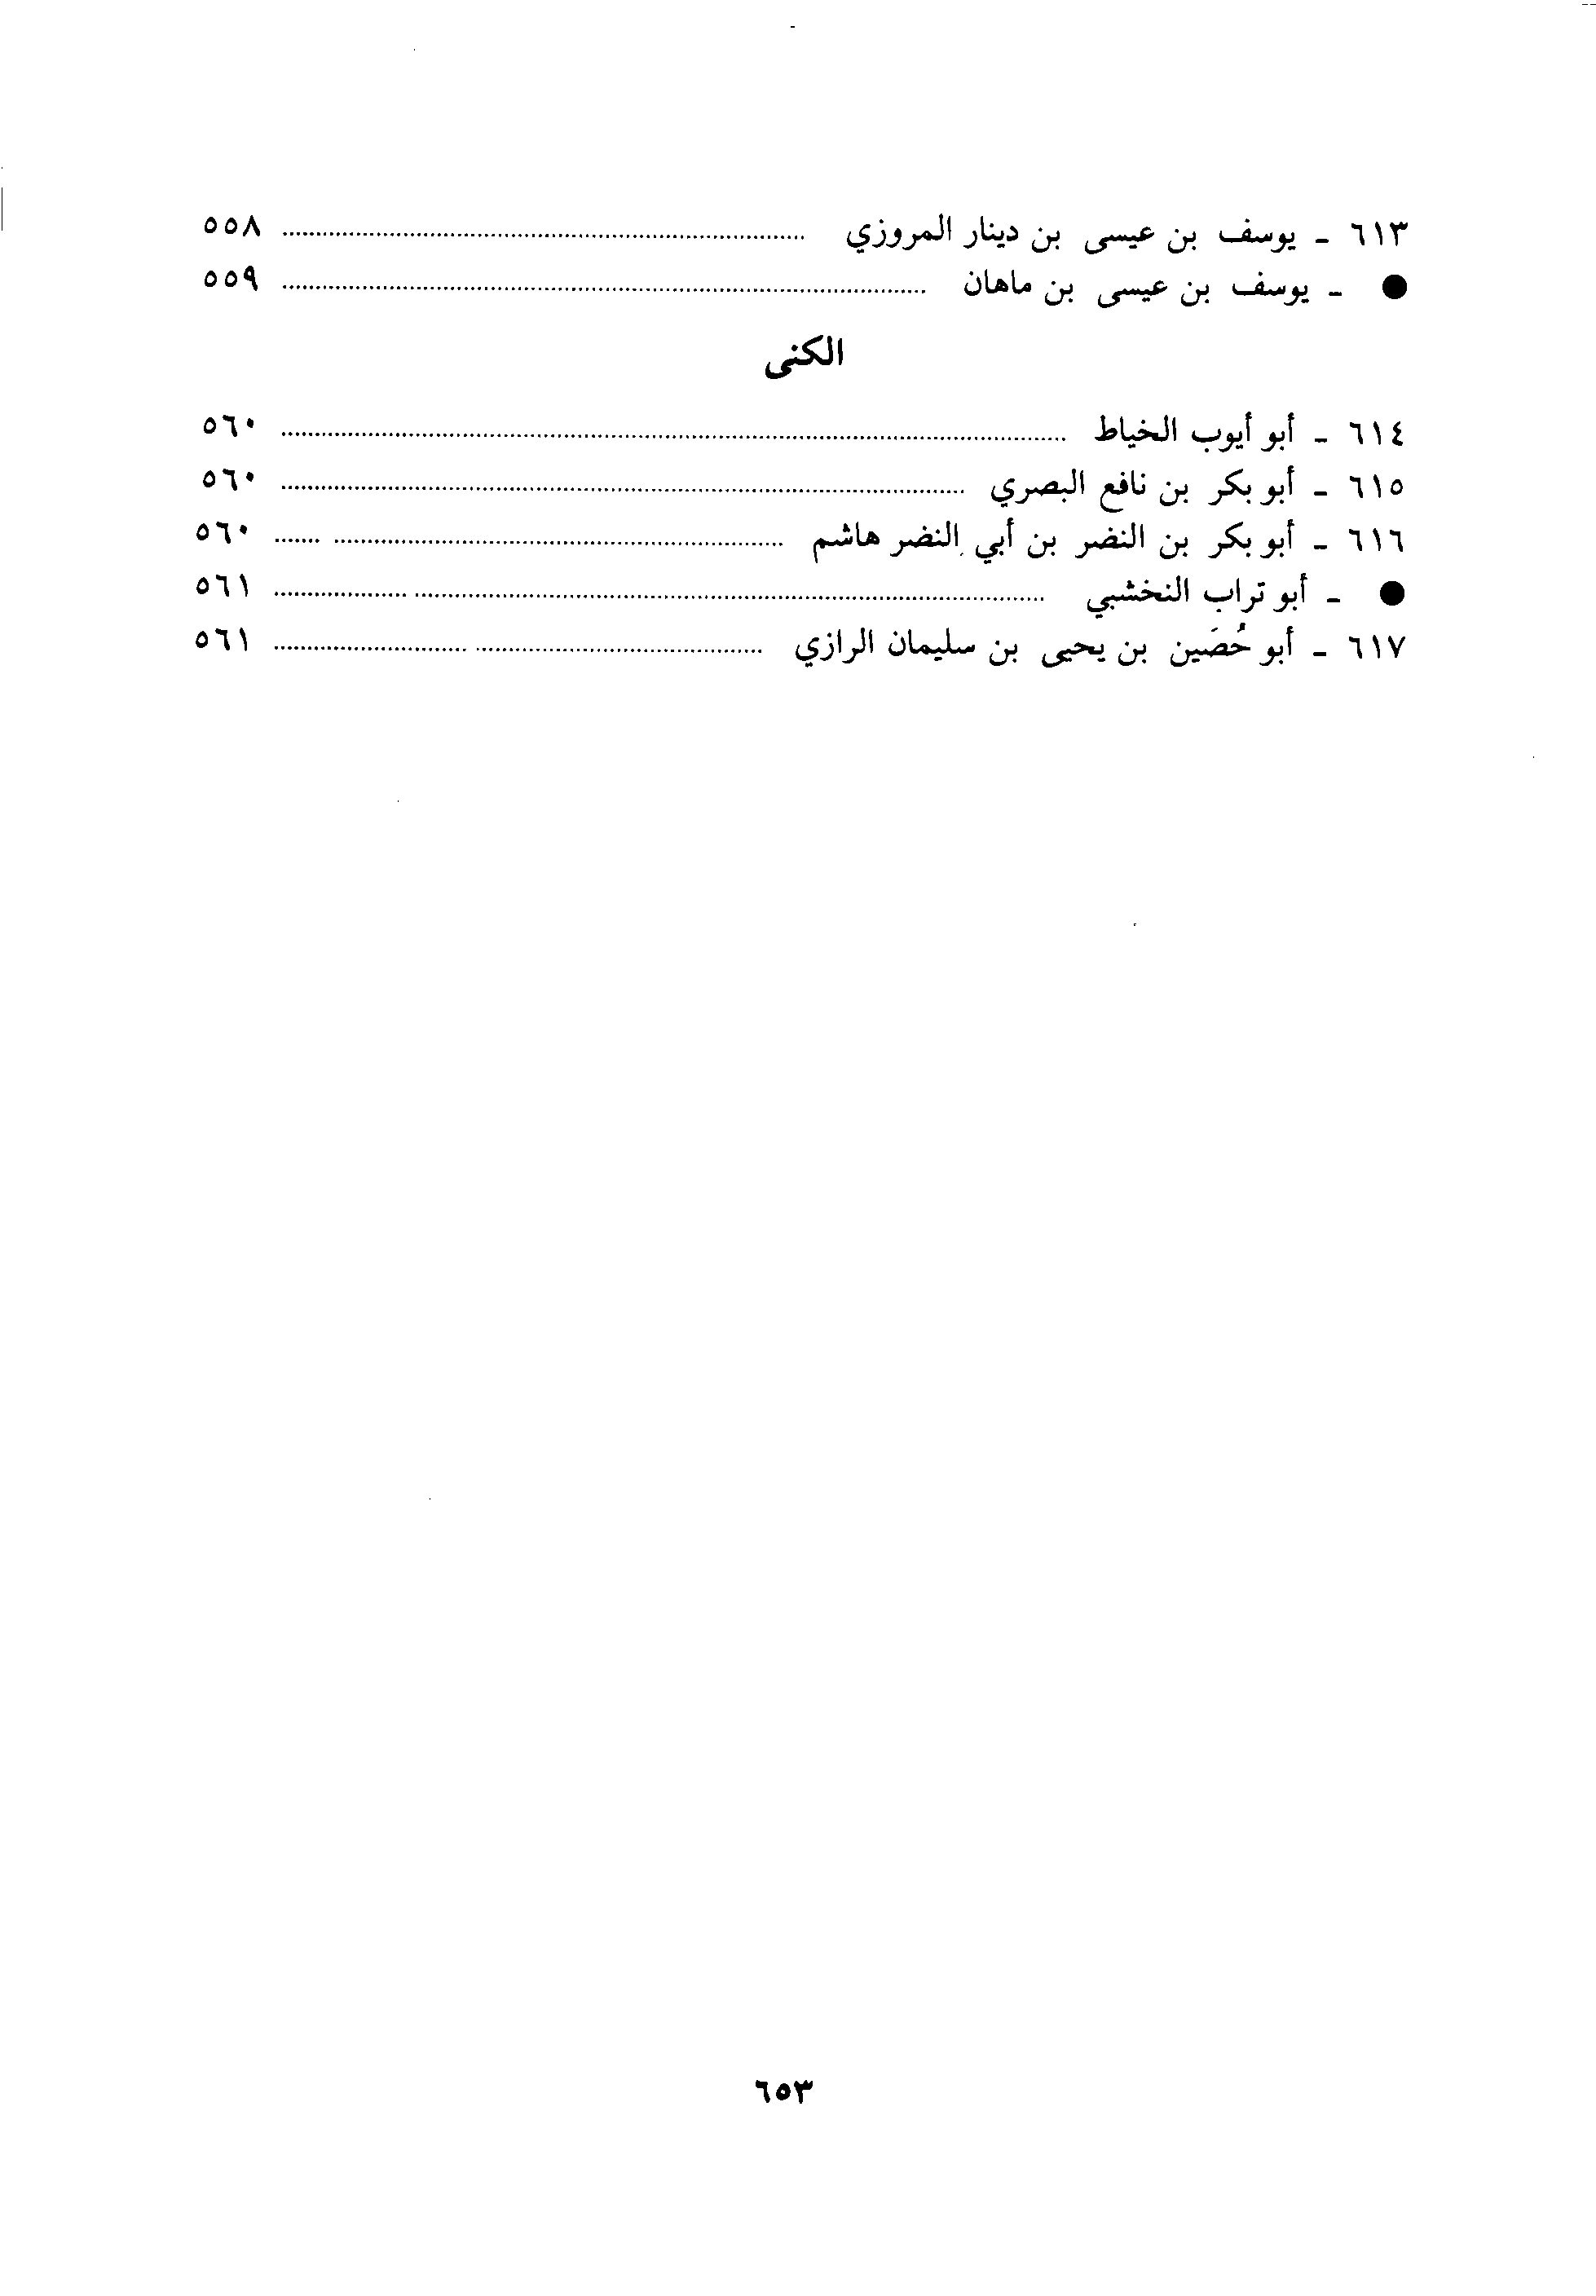 ٦١٣ ـ يوسف بن عيسى بن دينار المروزي ........ ٥٥٨
● ـ يوسف بن عيسى بن ماهان ........ ٥٥٩
الكنى
٦١٤ ـ أبو أيوب الخياط ........ ٥٦٠
٦١٥ ـ أبو بكر بن نافع البصري ........ ٥٦٠
٦١٦ ـ أبو بكر بن النضر بن أبي النضر هاشم ........ ٥٦٠
● ـ أبو تراب النخشبي ........ ٥٦١
٦١٧ ـ أبو حُصَين بن يحيى بن سليمان الرازي ........ ٥٦١
٦٥٣